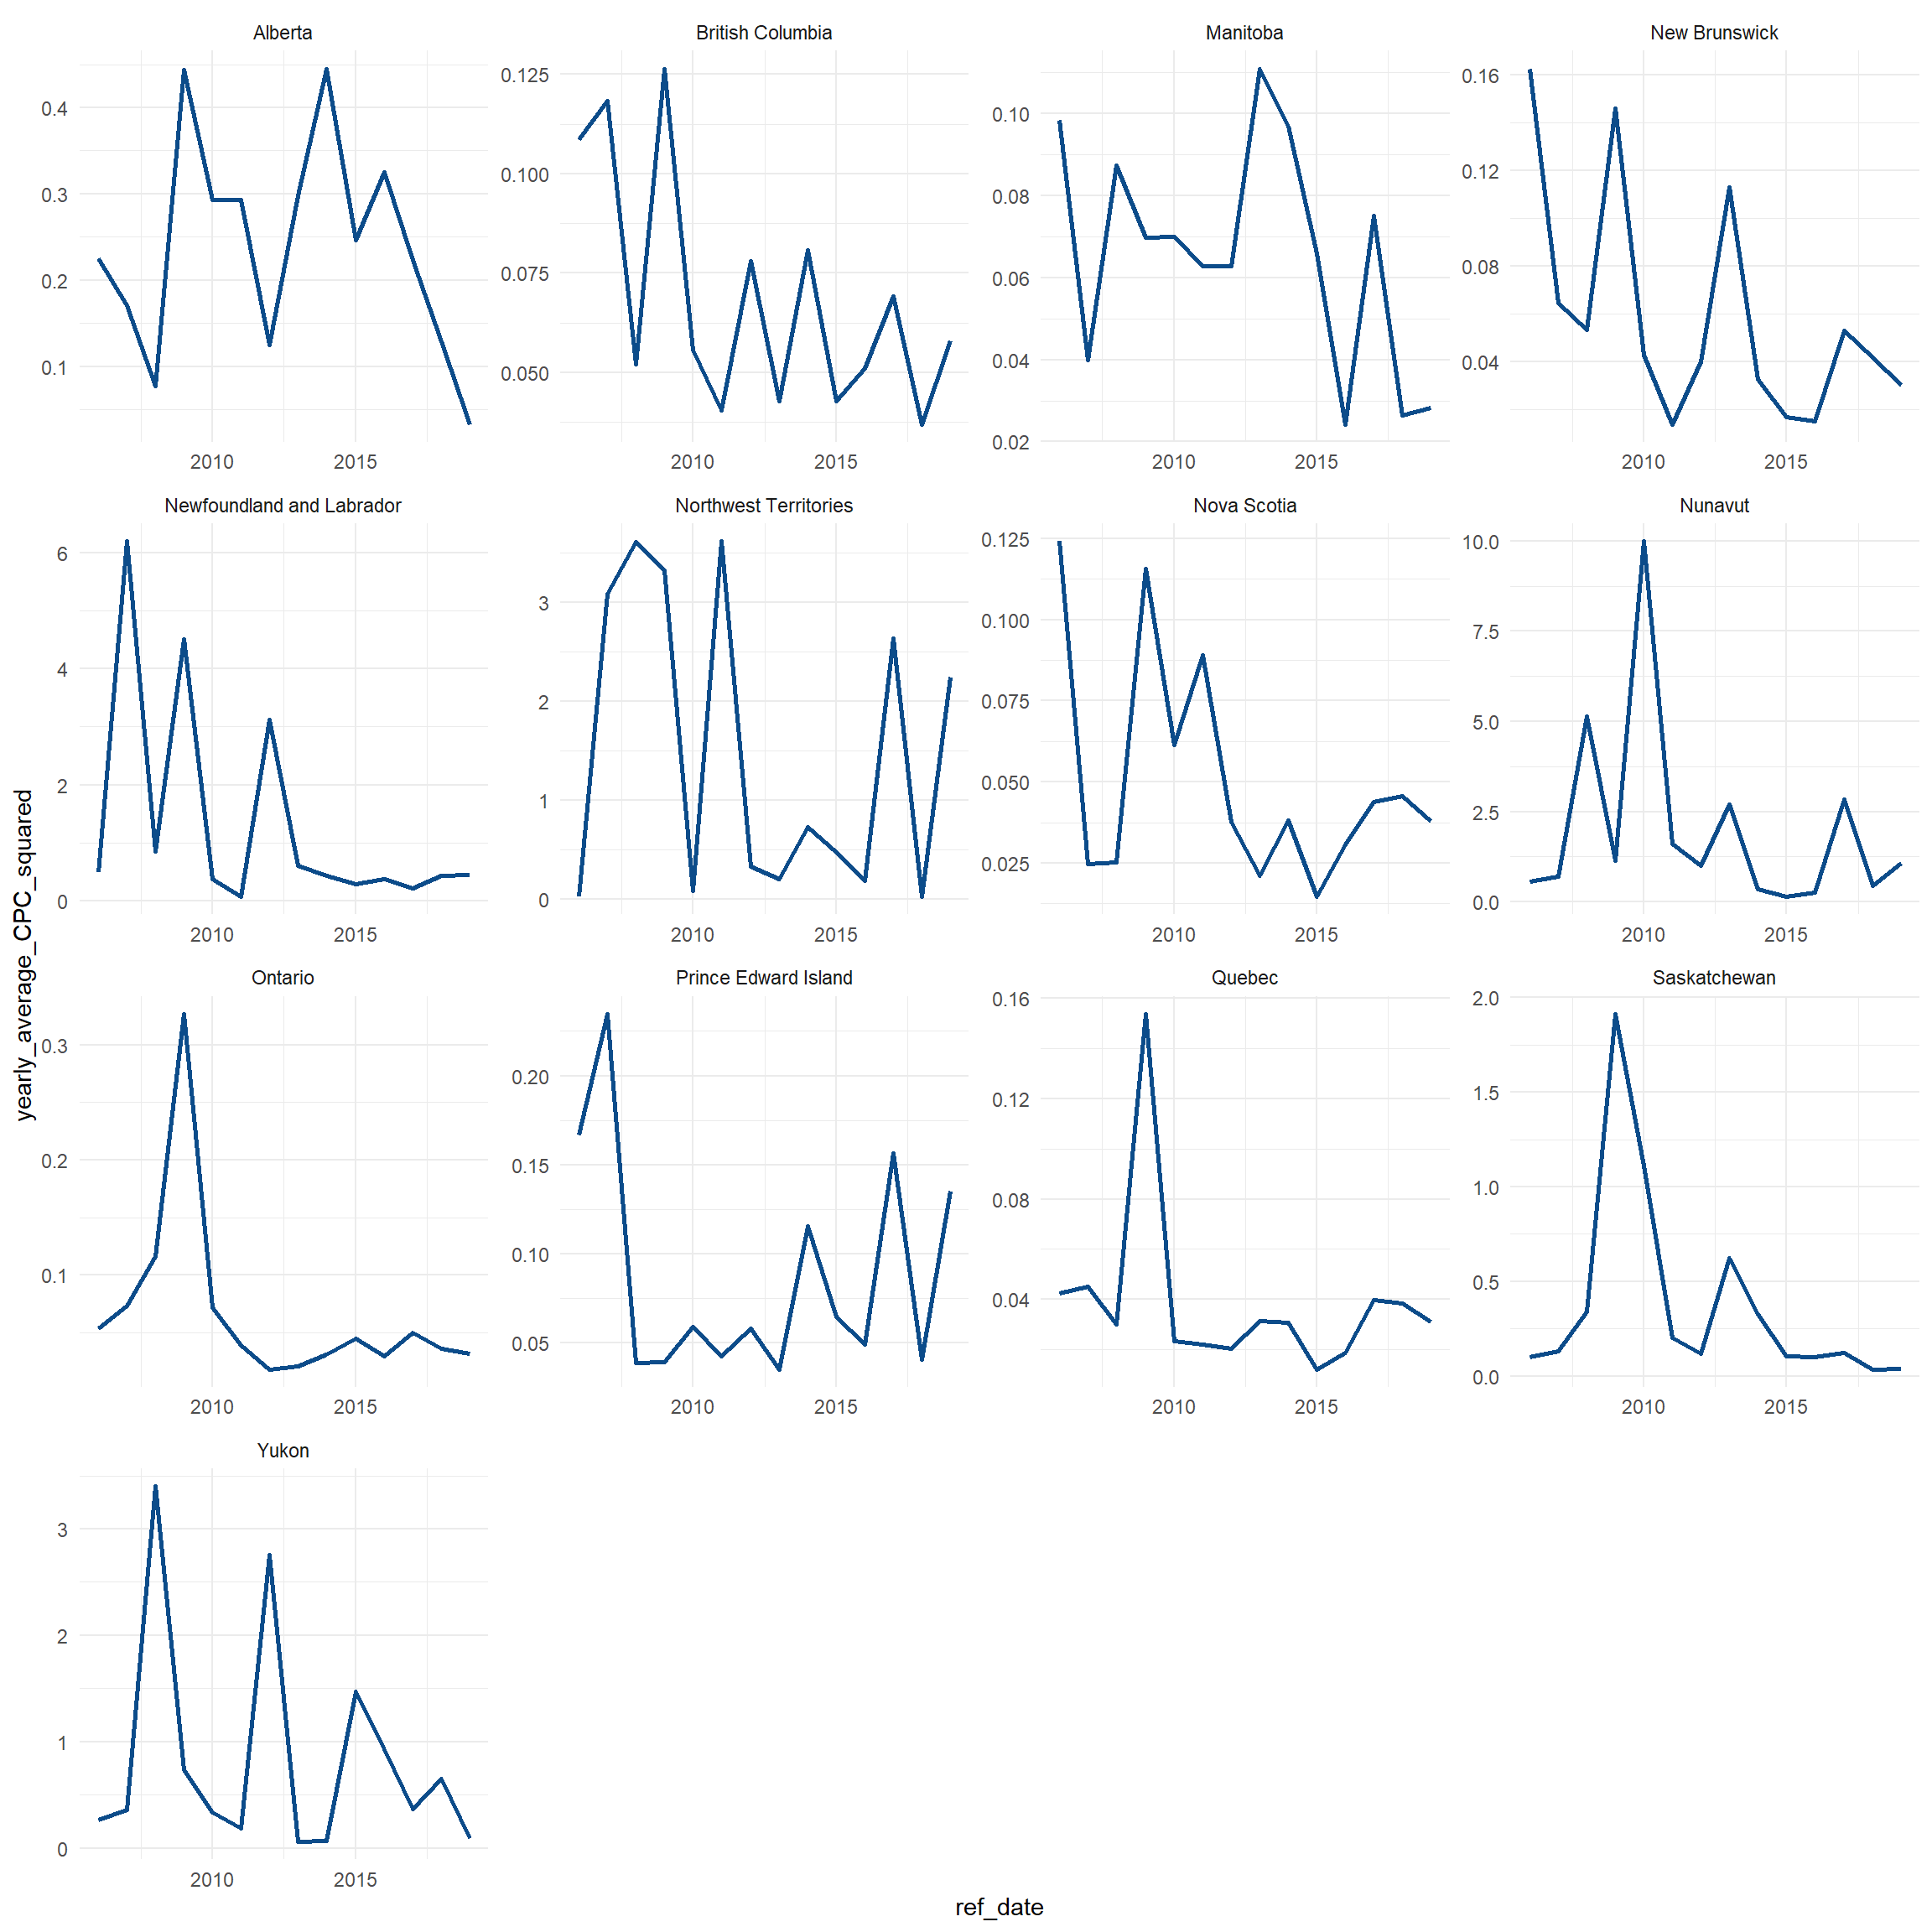 Alberta British Columbia Manitoba New Brunswick
0.4 0.3 0.2 0.1
0.125 0.100 0.075 0.050
0.10 0.08 0.06 0.04 0.02
0.16 0.12 0.08 0.04
2010 2015 2010 2015 2010 2015 2010 2015
Newfoundland and Labrador Northwest Territories Nova Scotia Nunavut
6 4 2 0
3 2 1 0
0.125 0.100 0.075 0.050 0.025
10.0 7.5 5.0 2.5 0.0
2010 2015 2010 2015 2010 2015 2010 2015
yearly_average_CPC_squared
Ontario Prince Edward Island Quebec Saskatchewan
0.3 0.2 0.1
0.20 0.15 0.10 0.05
0.16 0.12 0.08 0.04
2.0 1.5 1.0 0.5 0.0
2010 2015 2010 2015 2010 2015 2010 2015
Yukon
3 2 1 0
2010 2015
ref_date